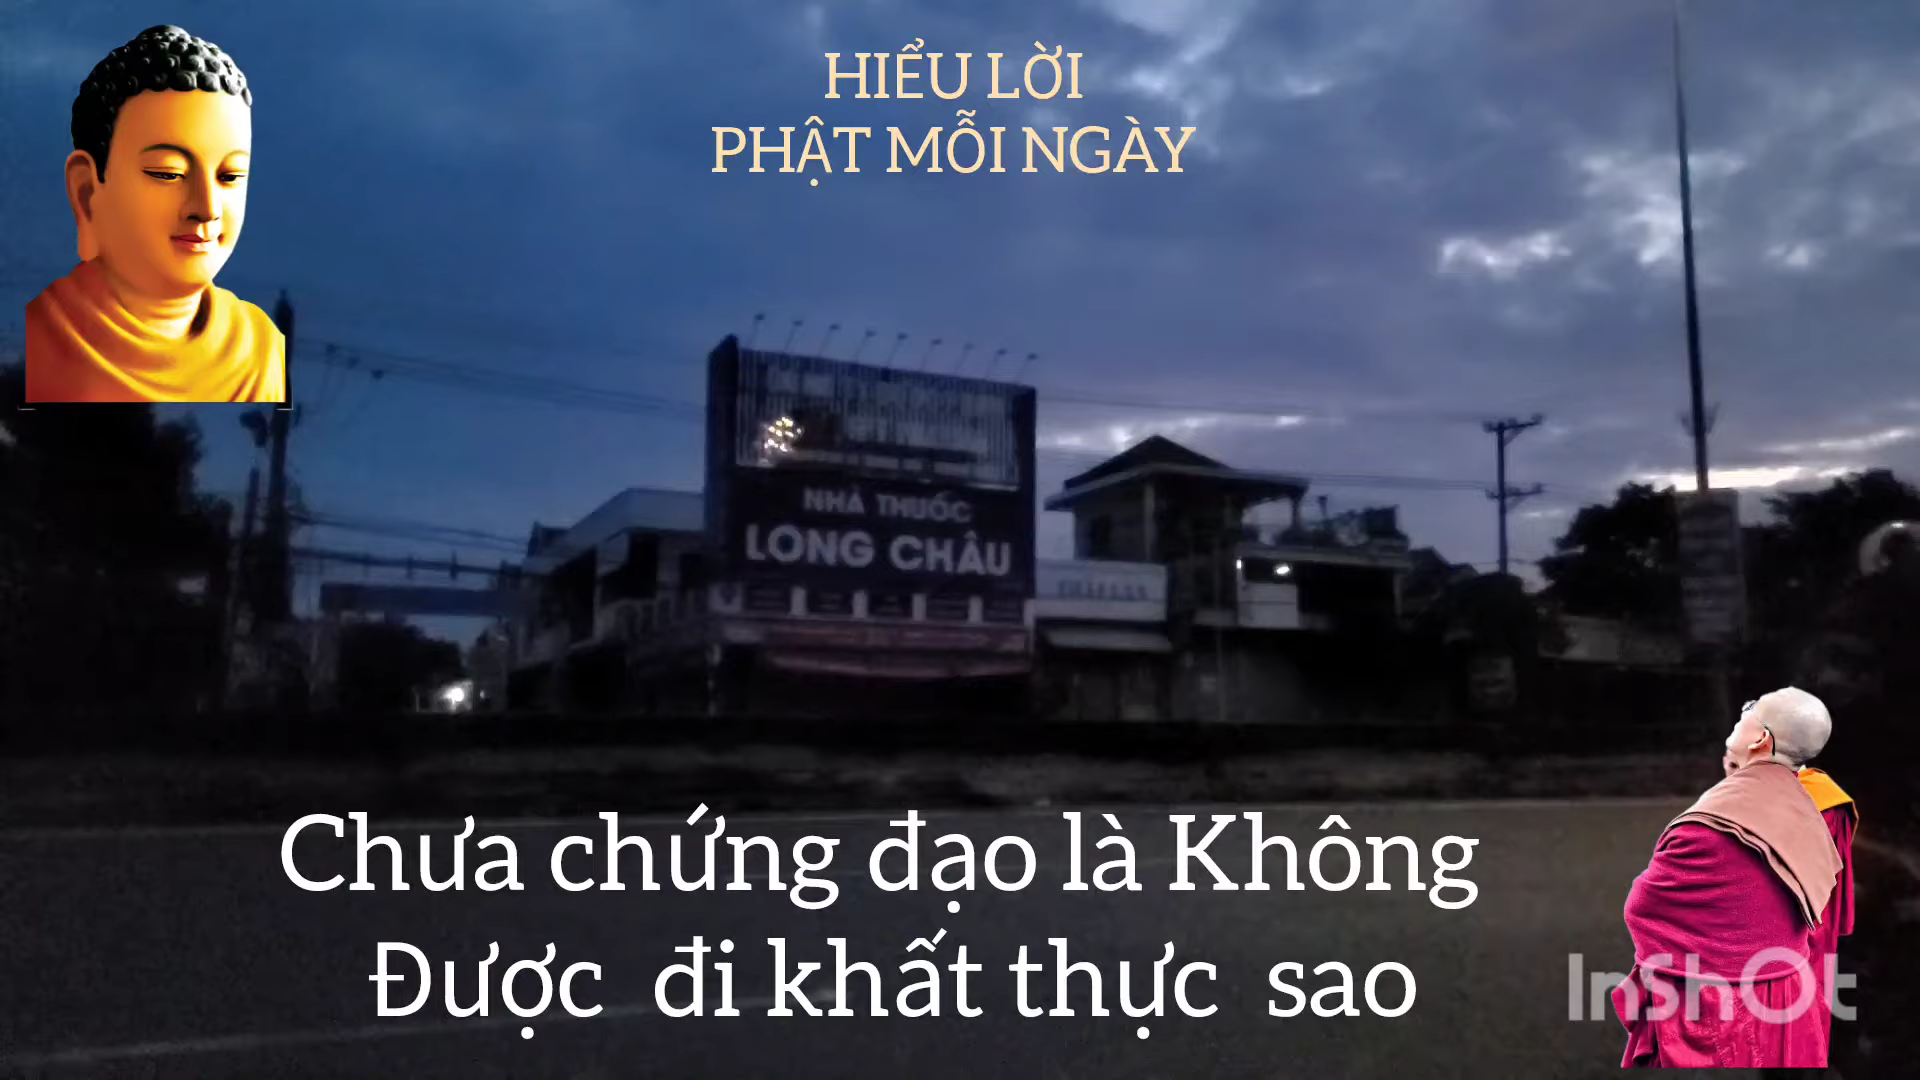 HIỂU LỜI
PHẬT MỖI NGÀY
NHÀ THUỐC
LONG CHÂU
Chưa chứng đạo là Không
Được đi khất thực sao
InShOt